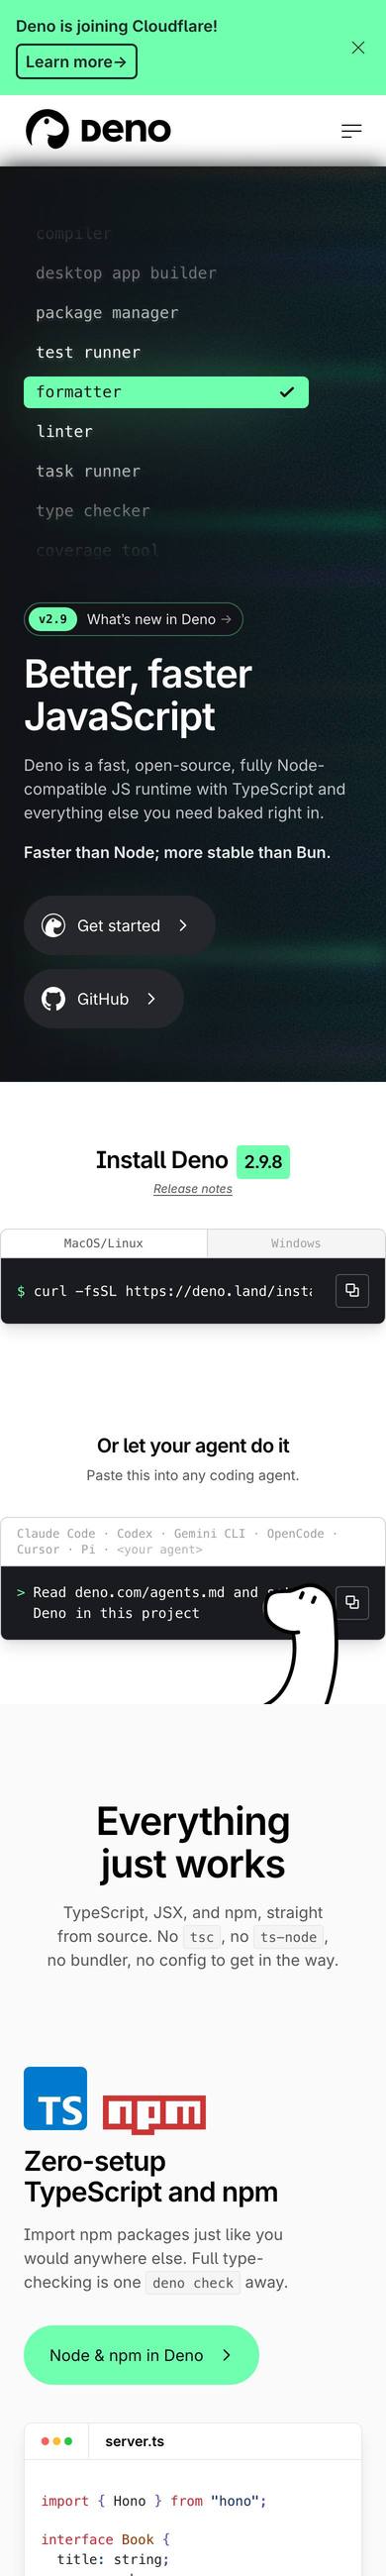 Deno is joining Cloudflare!
Learn more→
Deno
compiler
desktop app builder
package manager
test runner
formatter
linter
task runner
type checker
coverage tool
v2.9 What's new in Deno →
Better, faster
JavaScript
Deno is a fast, open-source, fully Node-
compatible JS runtime with TypeScript and
everything else you need baked right in.
Faster than Node; more stable than Bun.
Get started
GitHub
Install Deno 2.9.8
Release notes
MacOS/Linux Windows
$ curl -fsSL https://deno.land/insta
Or let your agent do it
Paste this into any coding agent.
Claude Code · Codex · Gemini CLI · OpenCode ·
Cursor · Pi · <your agent>
> Read deno.com/agents.md and
Deno in this project
Everything
just works
TypeScript, JSX, and npm, straight
from source. No tsc, no ts-node,
no bundler, no config to get in the way.
TS npm
Zero-setup
TypeScript and npm
Import npm packages just like you
would anywhere else. Full type-
checking is one deno check away.
Node & npm in Deno
server.ts
import { Hono } from "hono";
interface Book {
title: string;